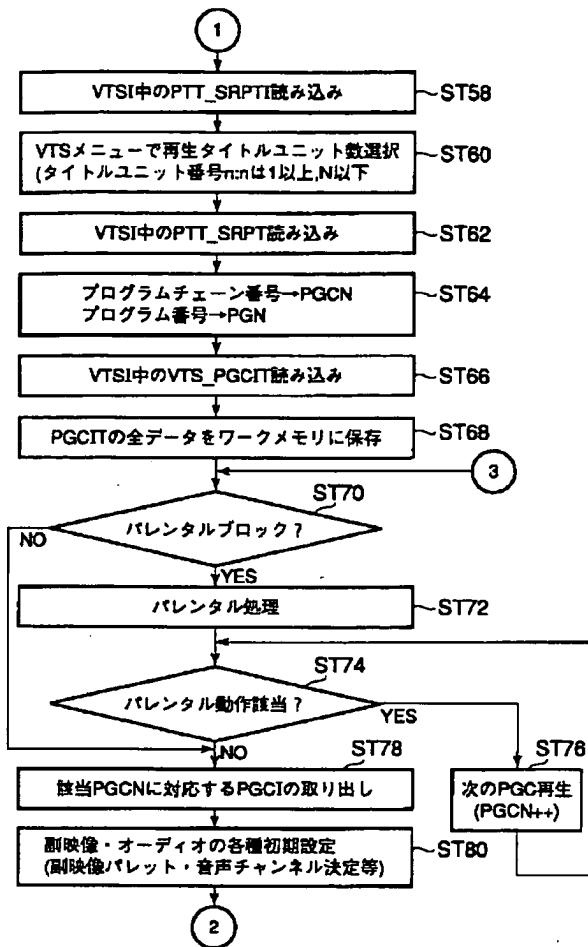 1
VTSI中のPTT_SRPTI読み込み
ST58
VTSメニューで再生タイトルユニット数選択
(タイトルユニット番号n:nは1以上,N以下
ST60
VTSI中のPTT_SRPT読み込み
ST62
プログラムチェーン番号→PGCN
プログラム番号→PGN
ST64
VTSI中のVTS_PGCIT読み込み
ST66
PGCITの全データをワークメモリに保存
ST68
3
ST70
パレンタルブロック?
NO
YES
パレンタル処理
ST72
ST74
パレンタル動作該当?
YES
NO
ST78
ST76
該当PGCNに対応するPGCIの取り出し
次のPGC再生
(PGCN++)
副映像・オーディオの各種初期設定
(副映像パレット・音声チャンネル決定等)
ST80
2